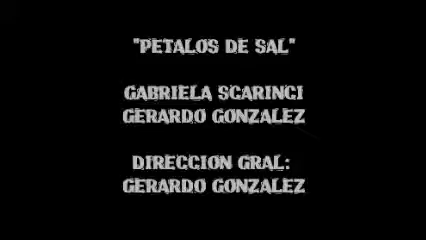 "PETALOS DE SAL"
GABRIELA SCARINCI
GERARDO GONZALEZ
DIRECCION GRAL:
GERARDO GONZALEZ